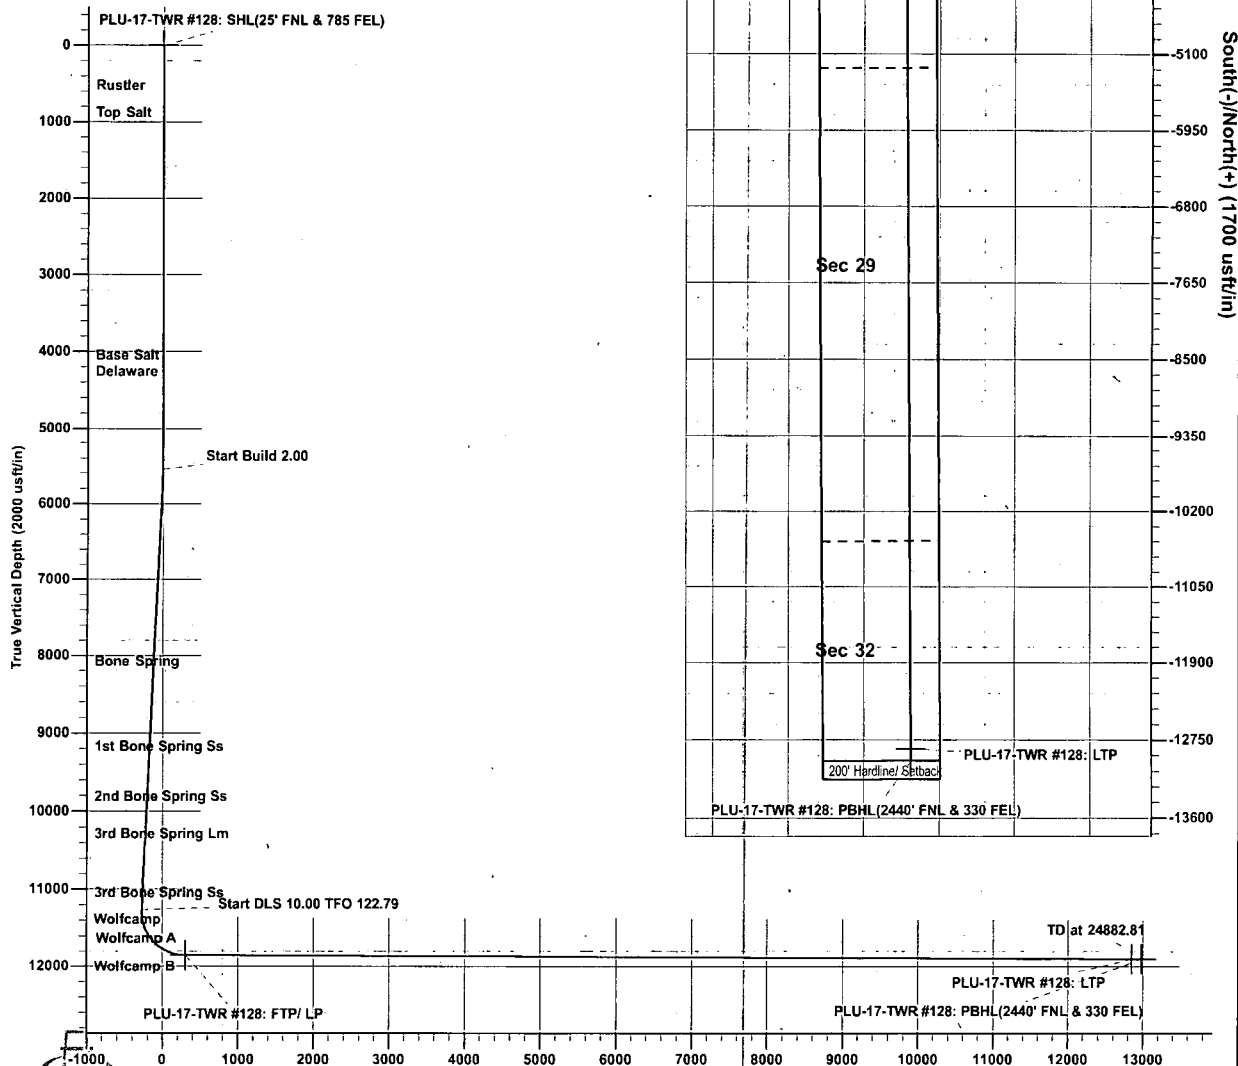 PLU-17-TWR #128: SHL(25' FNL & 785 FEL)
0
Rustler
Top Salt
1000
2000
3000
4000
Base Salt
Delaware
5000
Start Build 2.00
6000
7000
8000
Bone Spring
9000
1st Bone Spring Ss
2nd Bone Spring Ss
10000
3rd Bone Spring Lm
11000
3rd Bone Spring Ss
Start DLS 10.00 TFO 122.79
Wolfcamp
Wolfcamp A
12000
Wolfcamp B
True Vertical Depth (2000 usft/in)
PLU-17-TWR #128: FTP/ LP
TD at 24882.81
PLU-17-TWR #128: LTP
PLU-17-TWR #128: PBHL(2440' FNL & 330 FEL)
-1000 0 1000 2000 3000 4000 5000 6000 7000 8000 9000 10000 11000 12000 13000
-5100
-5950
-6800
Sec 29
-7650
-8500
-9350
-10200
-11050
Sec 32
-11900
-12750
PLU-17-TWR #128: LTP
200' Hardline/ Setback
PLU-17-TWR #128: PBHL(2440' FNL & 330 FEL)
-13600
South(-)/North(+) (1700 usft/in)